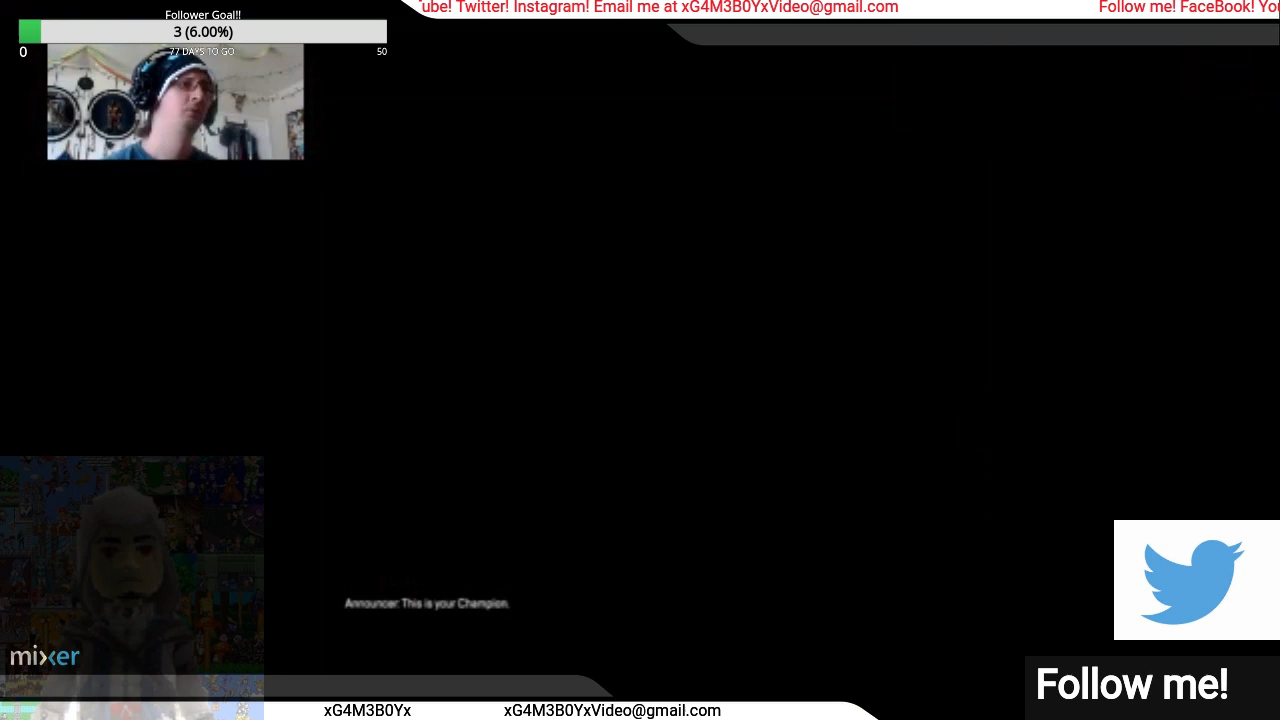 Follower Goal!!
ube! Twitter! Instagram! Email me at xG4M3B0YxVideo@gmail.com
Follow me! FaceBook! You
3 (6.00%)
0
77 DAYS TO GO
50
Announcer: This is your Champion.
mixer
Follow me!
xG4M3B0Yx
xG4M3B0YxVideo@gmail.com